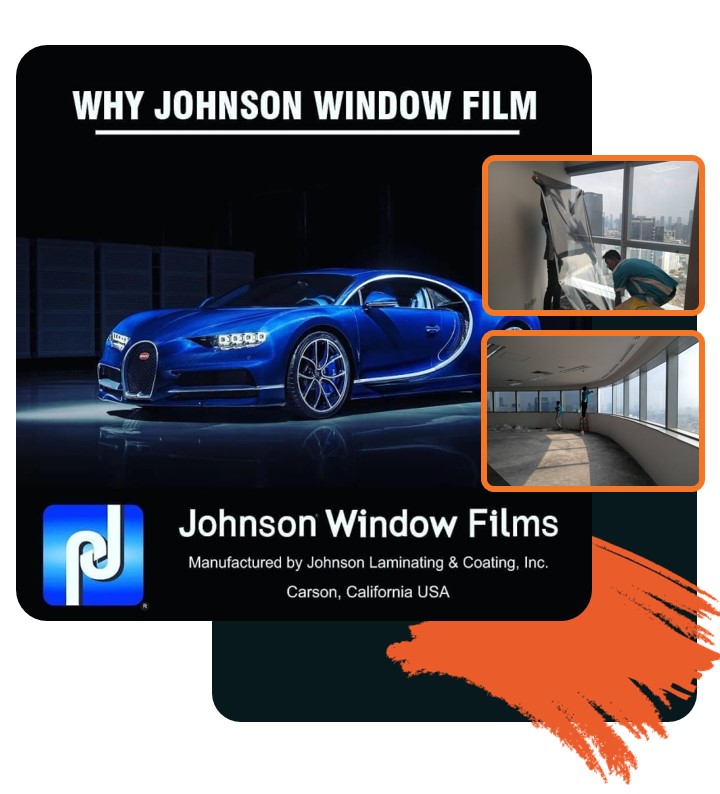 WHY JOHNSON WINDOW FILM
Johnson Window Films
Manufactured by Johnson Laminating & Coating, Inc.
Carson, California USA
®